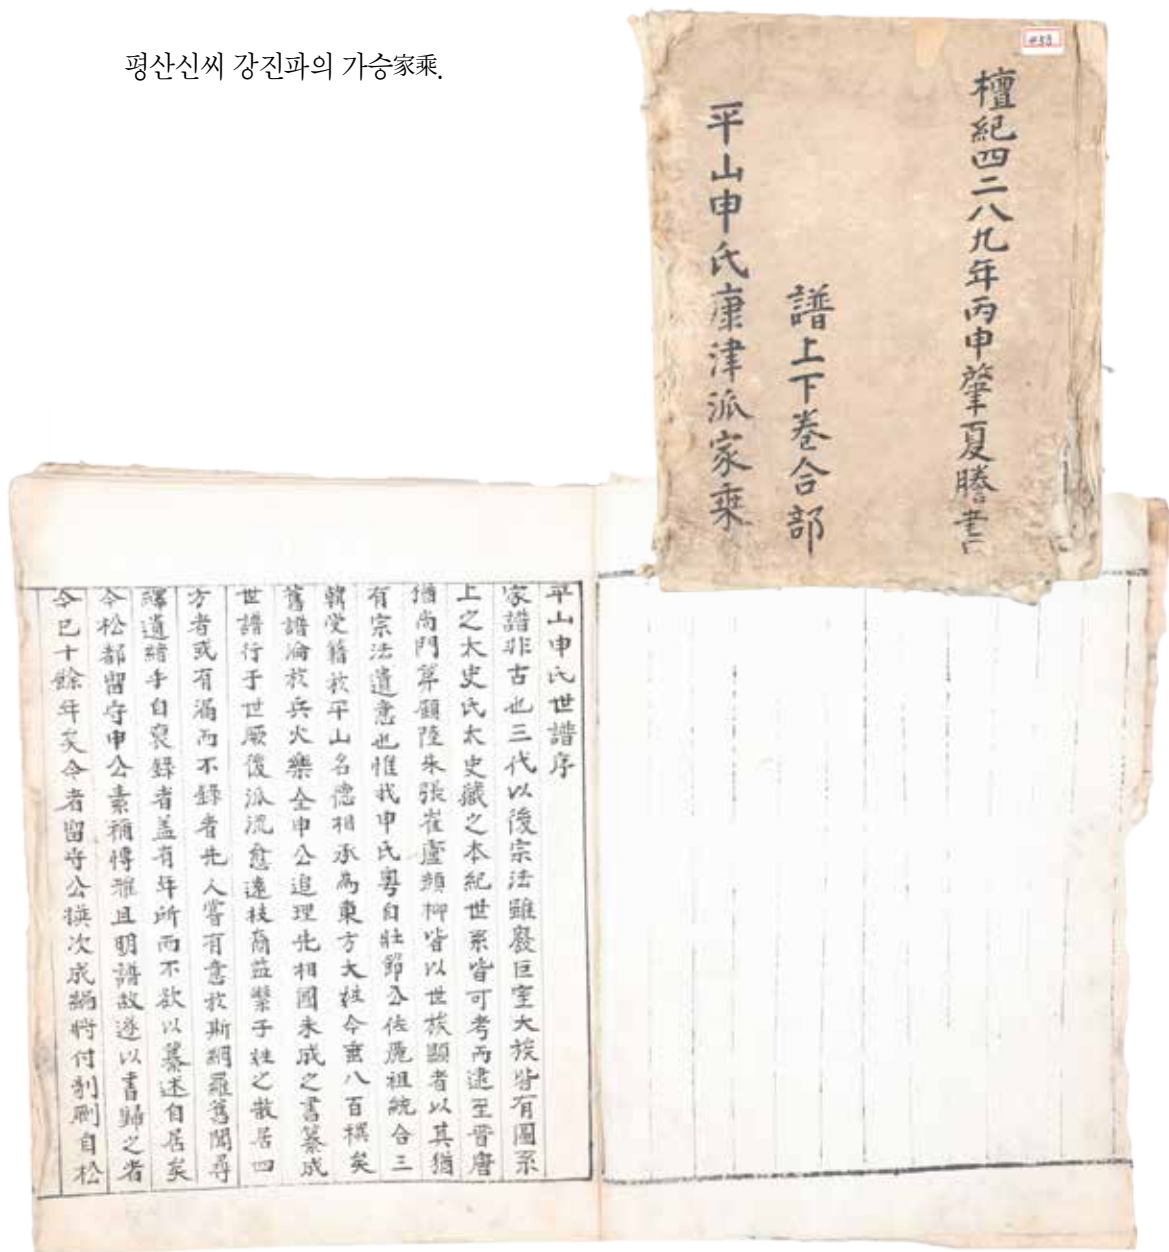 평산신씨 강진파의 가승家乘.
#59
檀紀四二八九年丙申肇夏謄書
譜上下卷合部
平山申氏康津派家乘
平山申氏世譜序
家譜非古也三代以後宗法雖廢巨室大族皆有圖系
上之太史氏太史藏之本紀世系皆可考而逮至晋唐
猶尚門第顧陸朱張崔盧頴柳皆以世族顯者以其猶
有宗法遺意也惟我申氏粤自壯節公佐麗祖統合三
韓受籍於平山名德相承為東方大姓今垂八百禩矣
舊譜淪於兵火樂全申公追理先相國未成之書纂成
世譜行于世厥後派流愈遠枝裔益繁子姓之散居四
方者或有漏而不錄者先人嘗有意於斯網羅舊聞尋
繹遺緖手自裒錄者盖有年所而不欲以纂述自居矣
今松都留守申公素稱博雅且明譜故遂以書歸之者
今已十餘年矣今者留守公撰次成編將付剞劂自松